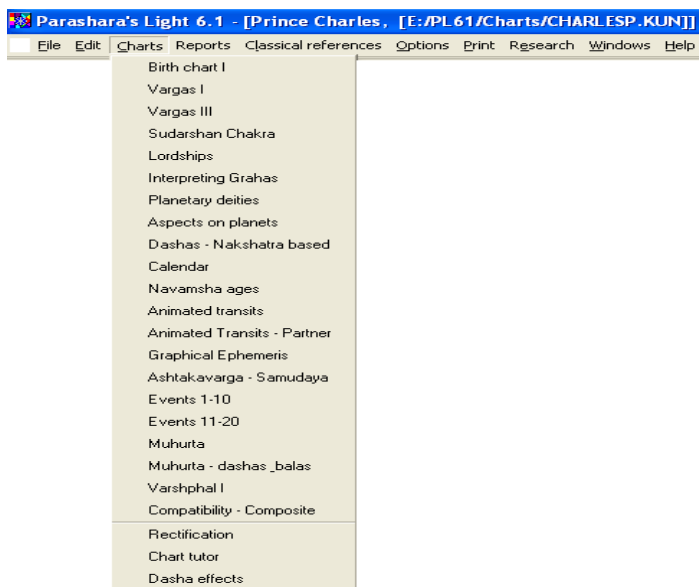 Parashara's Light 6.1 - [Prince Charles, [E:/PL61/Charts/CHARLESP.KUN]]
File Edit Charts Reports Classical references Options Print Research Windows Help
Birth chart I
Vargas I
Vargas III
Sudarshan Chakra
Lordships
Interpreting Grahas
Planetary deities
Aspects on planets
Dashas - Nakshatra based
Calendar
Navamsha ages
Animated transits
Animated Transits - Partner
Graphical Ephemeris
Ashtakavarga - Samudaya
Events 1-10
Events 11-20
Muhurta
Muhurta - dashas _balas
Varshphal I
Compatibility - Composite
Rectification
Chart tutor
Dasha effects